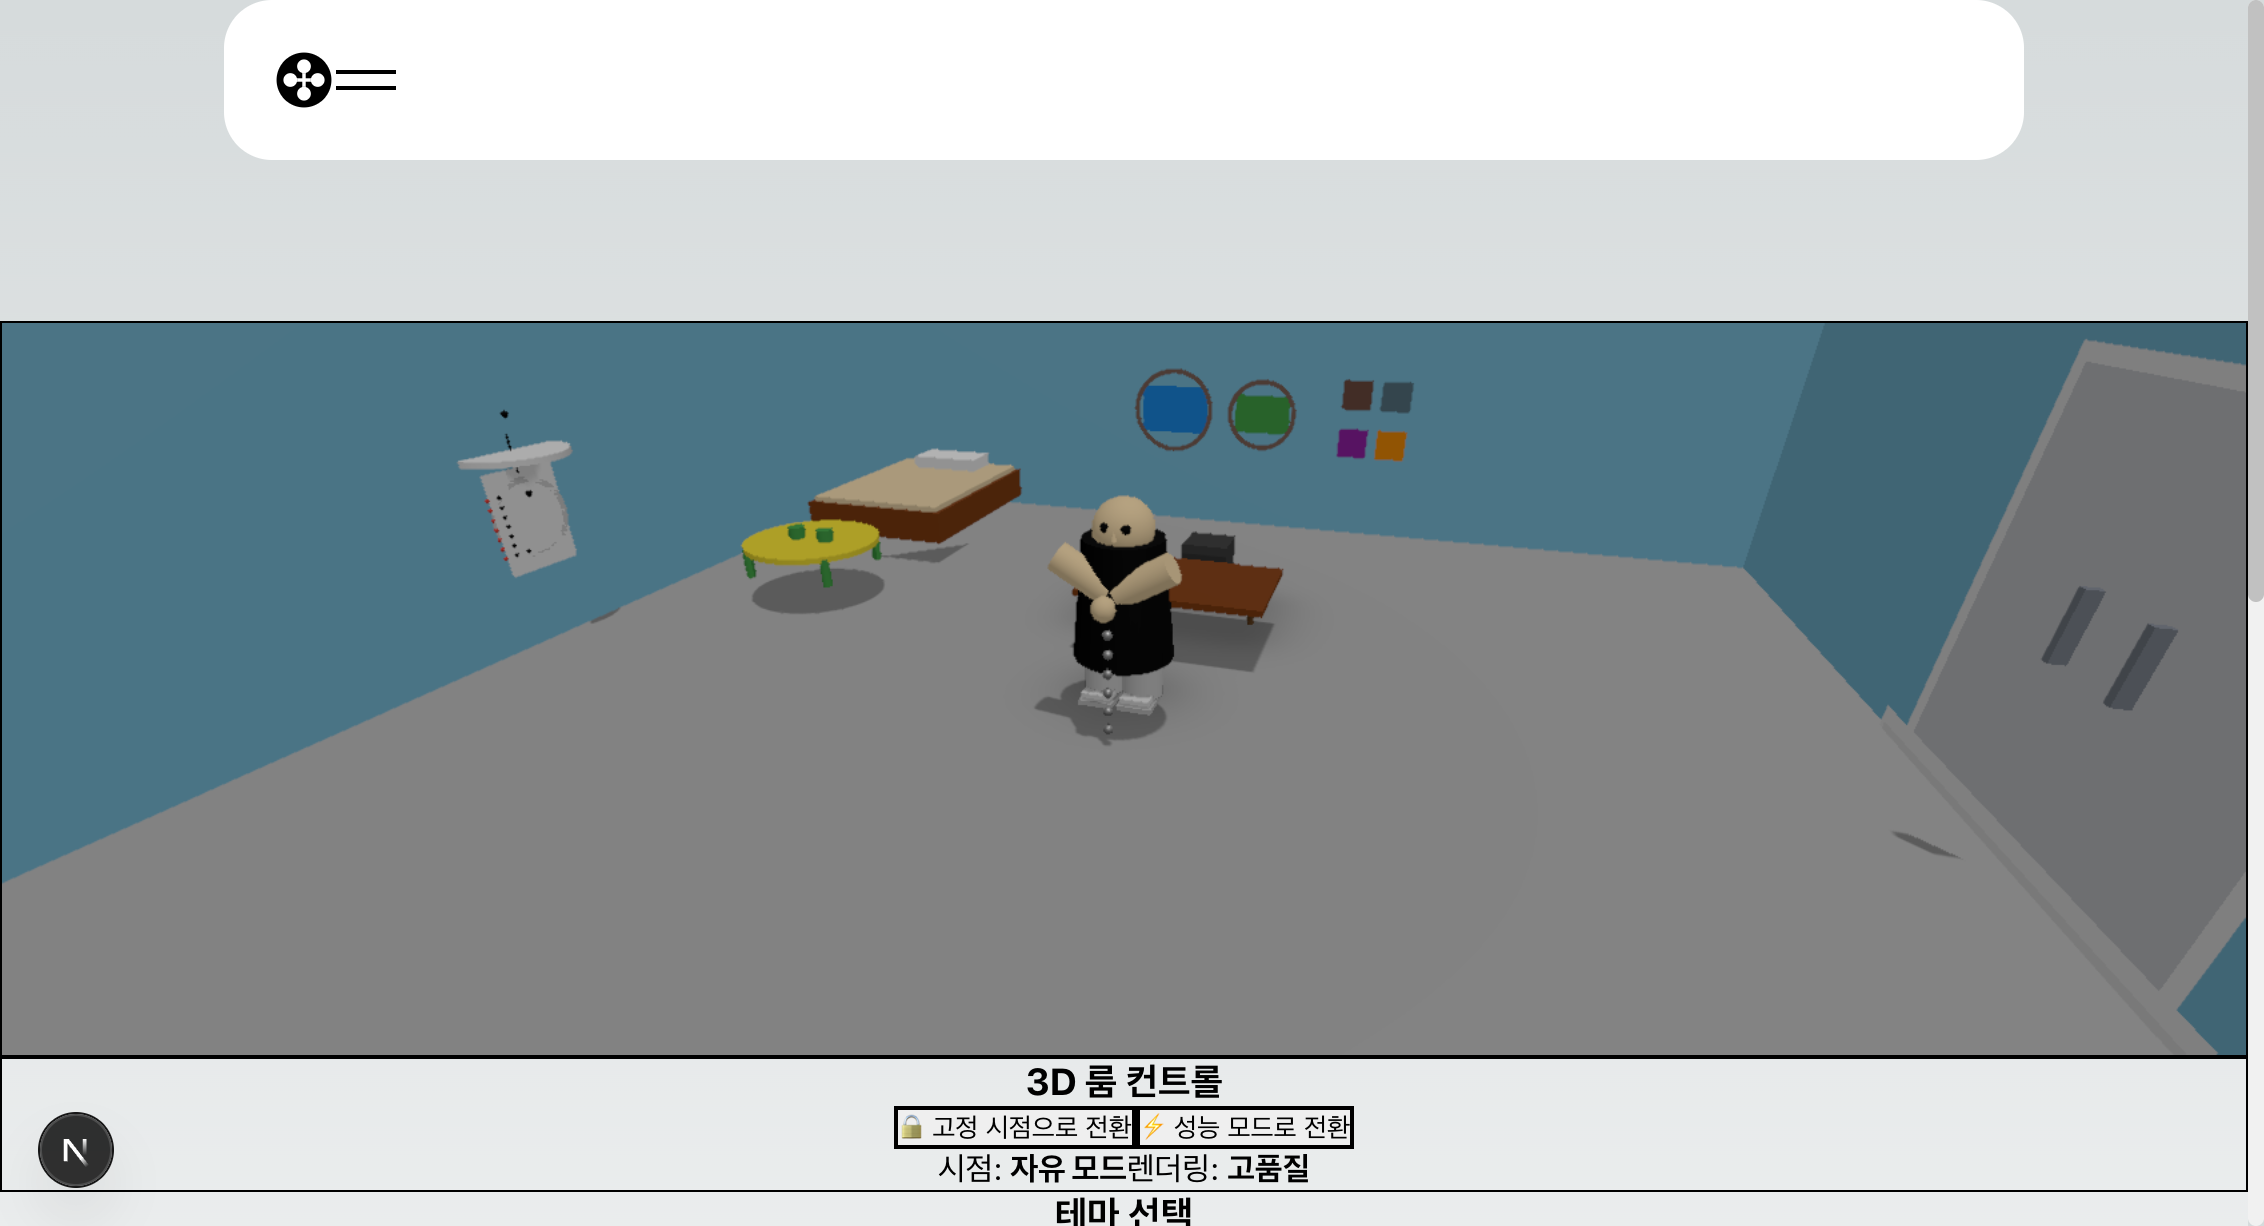 3D 룸 컨트롤
🔒 고정 시점으로 전환 ⚡ 성능 모드로 전환
시점: 자유 모드렌더링: 고품질
N
테마 선택